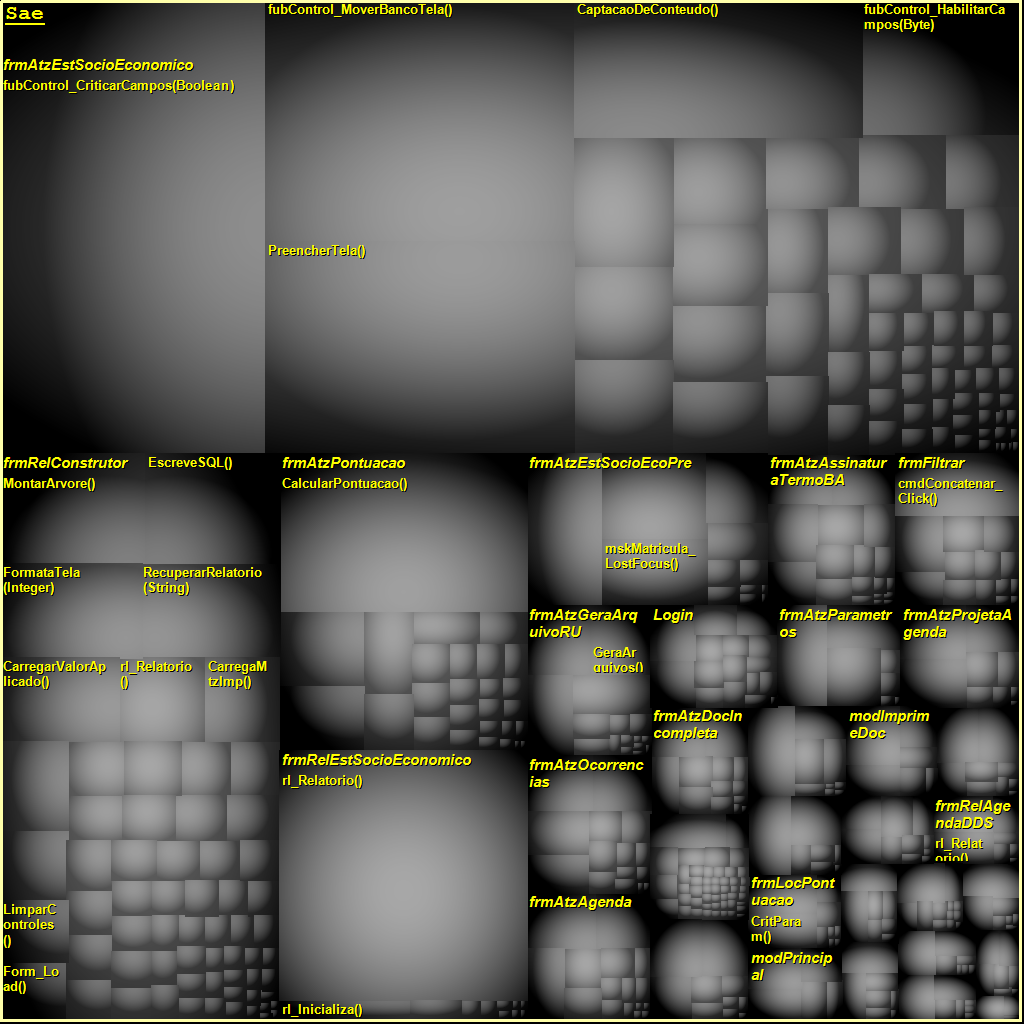 Sae
frmAtzEstSocioEconomico
fubControl_CriticarCampos(Boolean)
fubControl_MoverBancoTela()
PreencherTela()
CaptacaoDeConteudo()
fubControl_HabilitarCa
mpos(Byte)
frmRelConstrutor
MontarArvore()
EscreveSQL()
FormataTela
(Integer)
RecuperarRelatorio
(String)
CarregarValorAp
licado()
rl_Relatorio
()
CarregaM
tzImp()
LimparC
ontroles
()
Form_Lo
ad()
frmAtzPontuacao
CalcularPontuacao()
frmRelEstSocioEconomico
rl_Relatorio()
rl_Inicializa()
frmAtzEstSocioEcoPre
mskMatricula_
LostFocus()
frmAtzAssinatur
aTermoBA
frmFiltrar
cmdConcatenar_
Click()
frmAtzGeraArq
uivoRU
GeraAr
quivos()
Login
frmAtzParametr
os
frmAtzProjetaA
genda
frmAtzDocIn
completa
modImprim
eDoc
frmAtzOcorrenc
ias
frmRelAge
ndaDDS
rl_Relat
orio()
frmAtzAgenda
frmLocPont
uacao
CritPara
m()
modPrincip
al